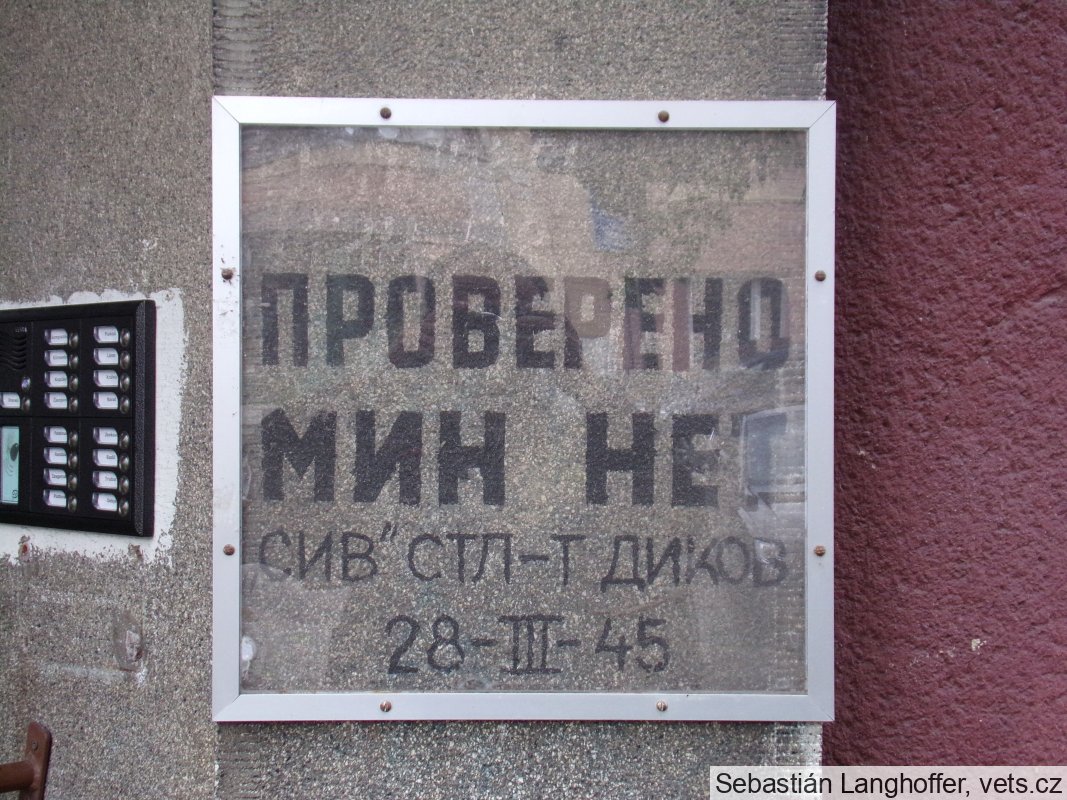 ПРОВЕРЕНО
МИН НЕТ
СИВ" СТЛ-Т ДИКОВ
28-III-45
Sebastián Langhoffer, vets.cz